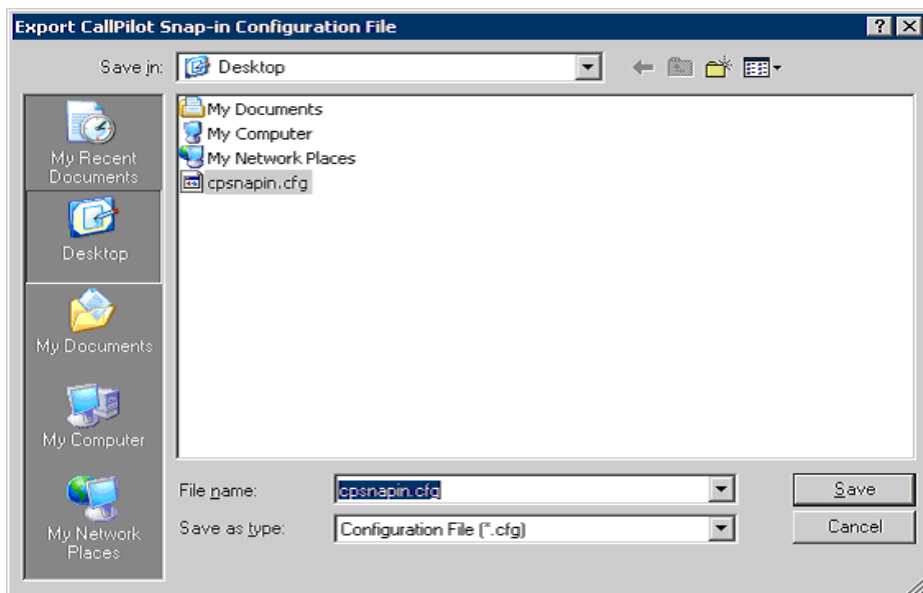 Export CallPilot Snap-in Configuration File
Save in:
Desktop
My Recent
Documents
Desktop
My Documents
My Computer
My Network
Places
My Documents
My Computer
My Network Places
cpsnapin.cfg
File name:
cpsnapin.cfg
Save
Save as type:
Configuration File (*.cfg)
Cancel